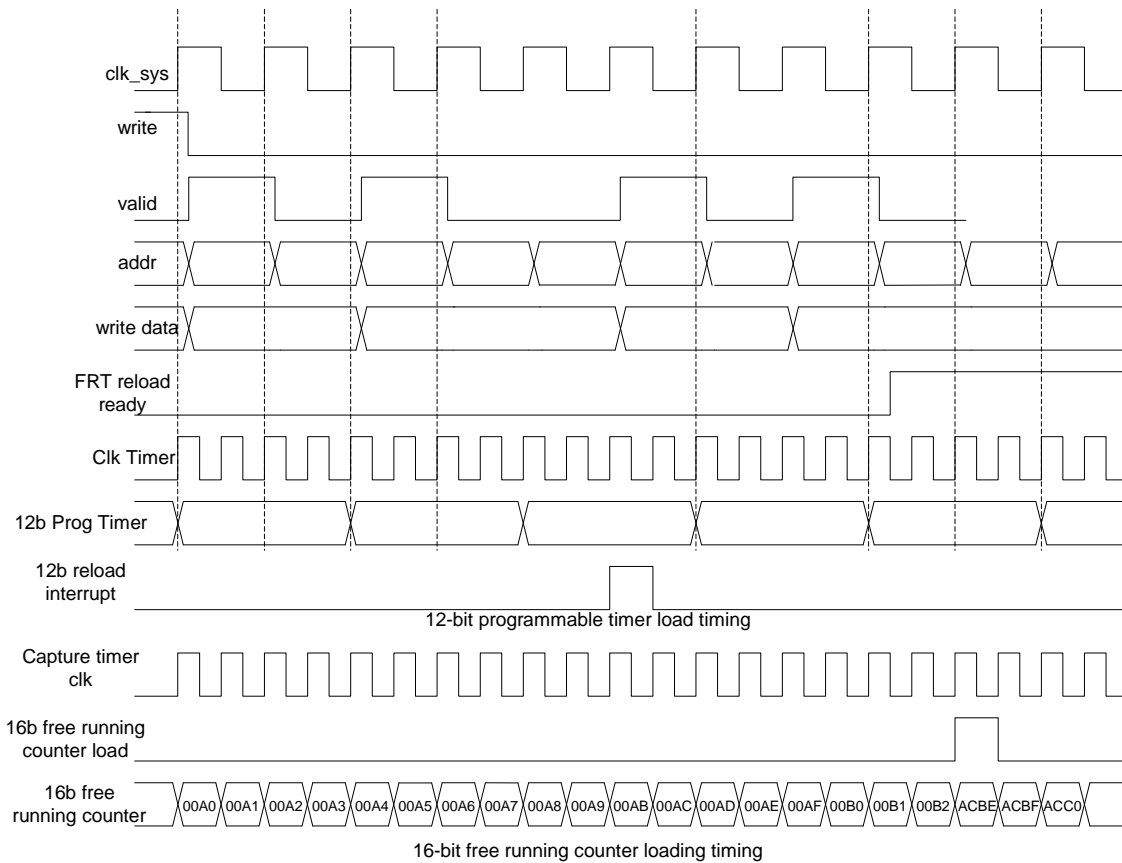 clk_sys
write
valid
addr
write data
FRT reload
ready
Clk Timer
12b Prog Timer
12b reload
interrupt
12-bit programmable timer load timing
Capture timer
clk
16b free running
counter load
16b free
running counter
00A0 00A1 00A2 00A3 00A4 00A5 00A6 00A7 00A8 00A9 00AB 00AC 00AD 00AE 00AF 00B0 00B1 00B2 ACBE ACBF ACC0
16-bit free running counter loading timing